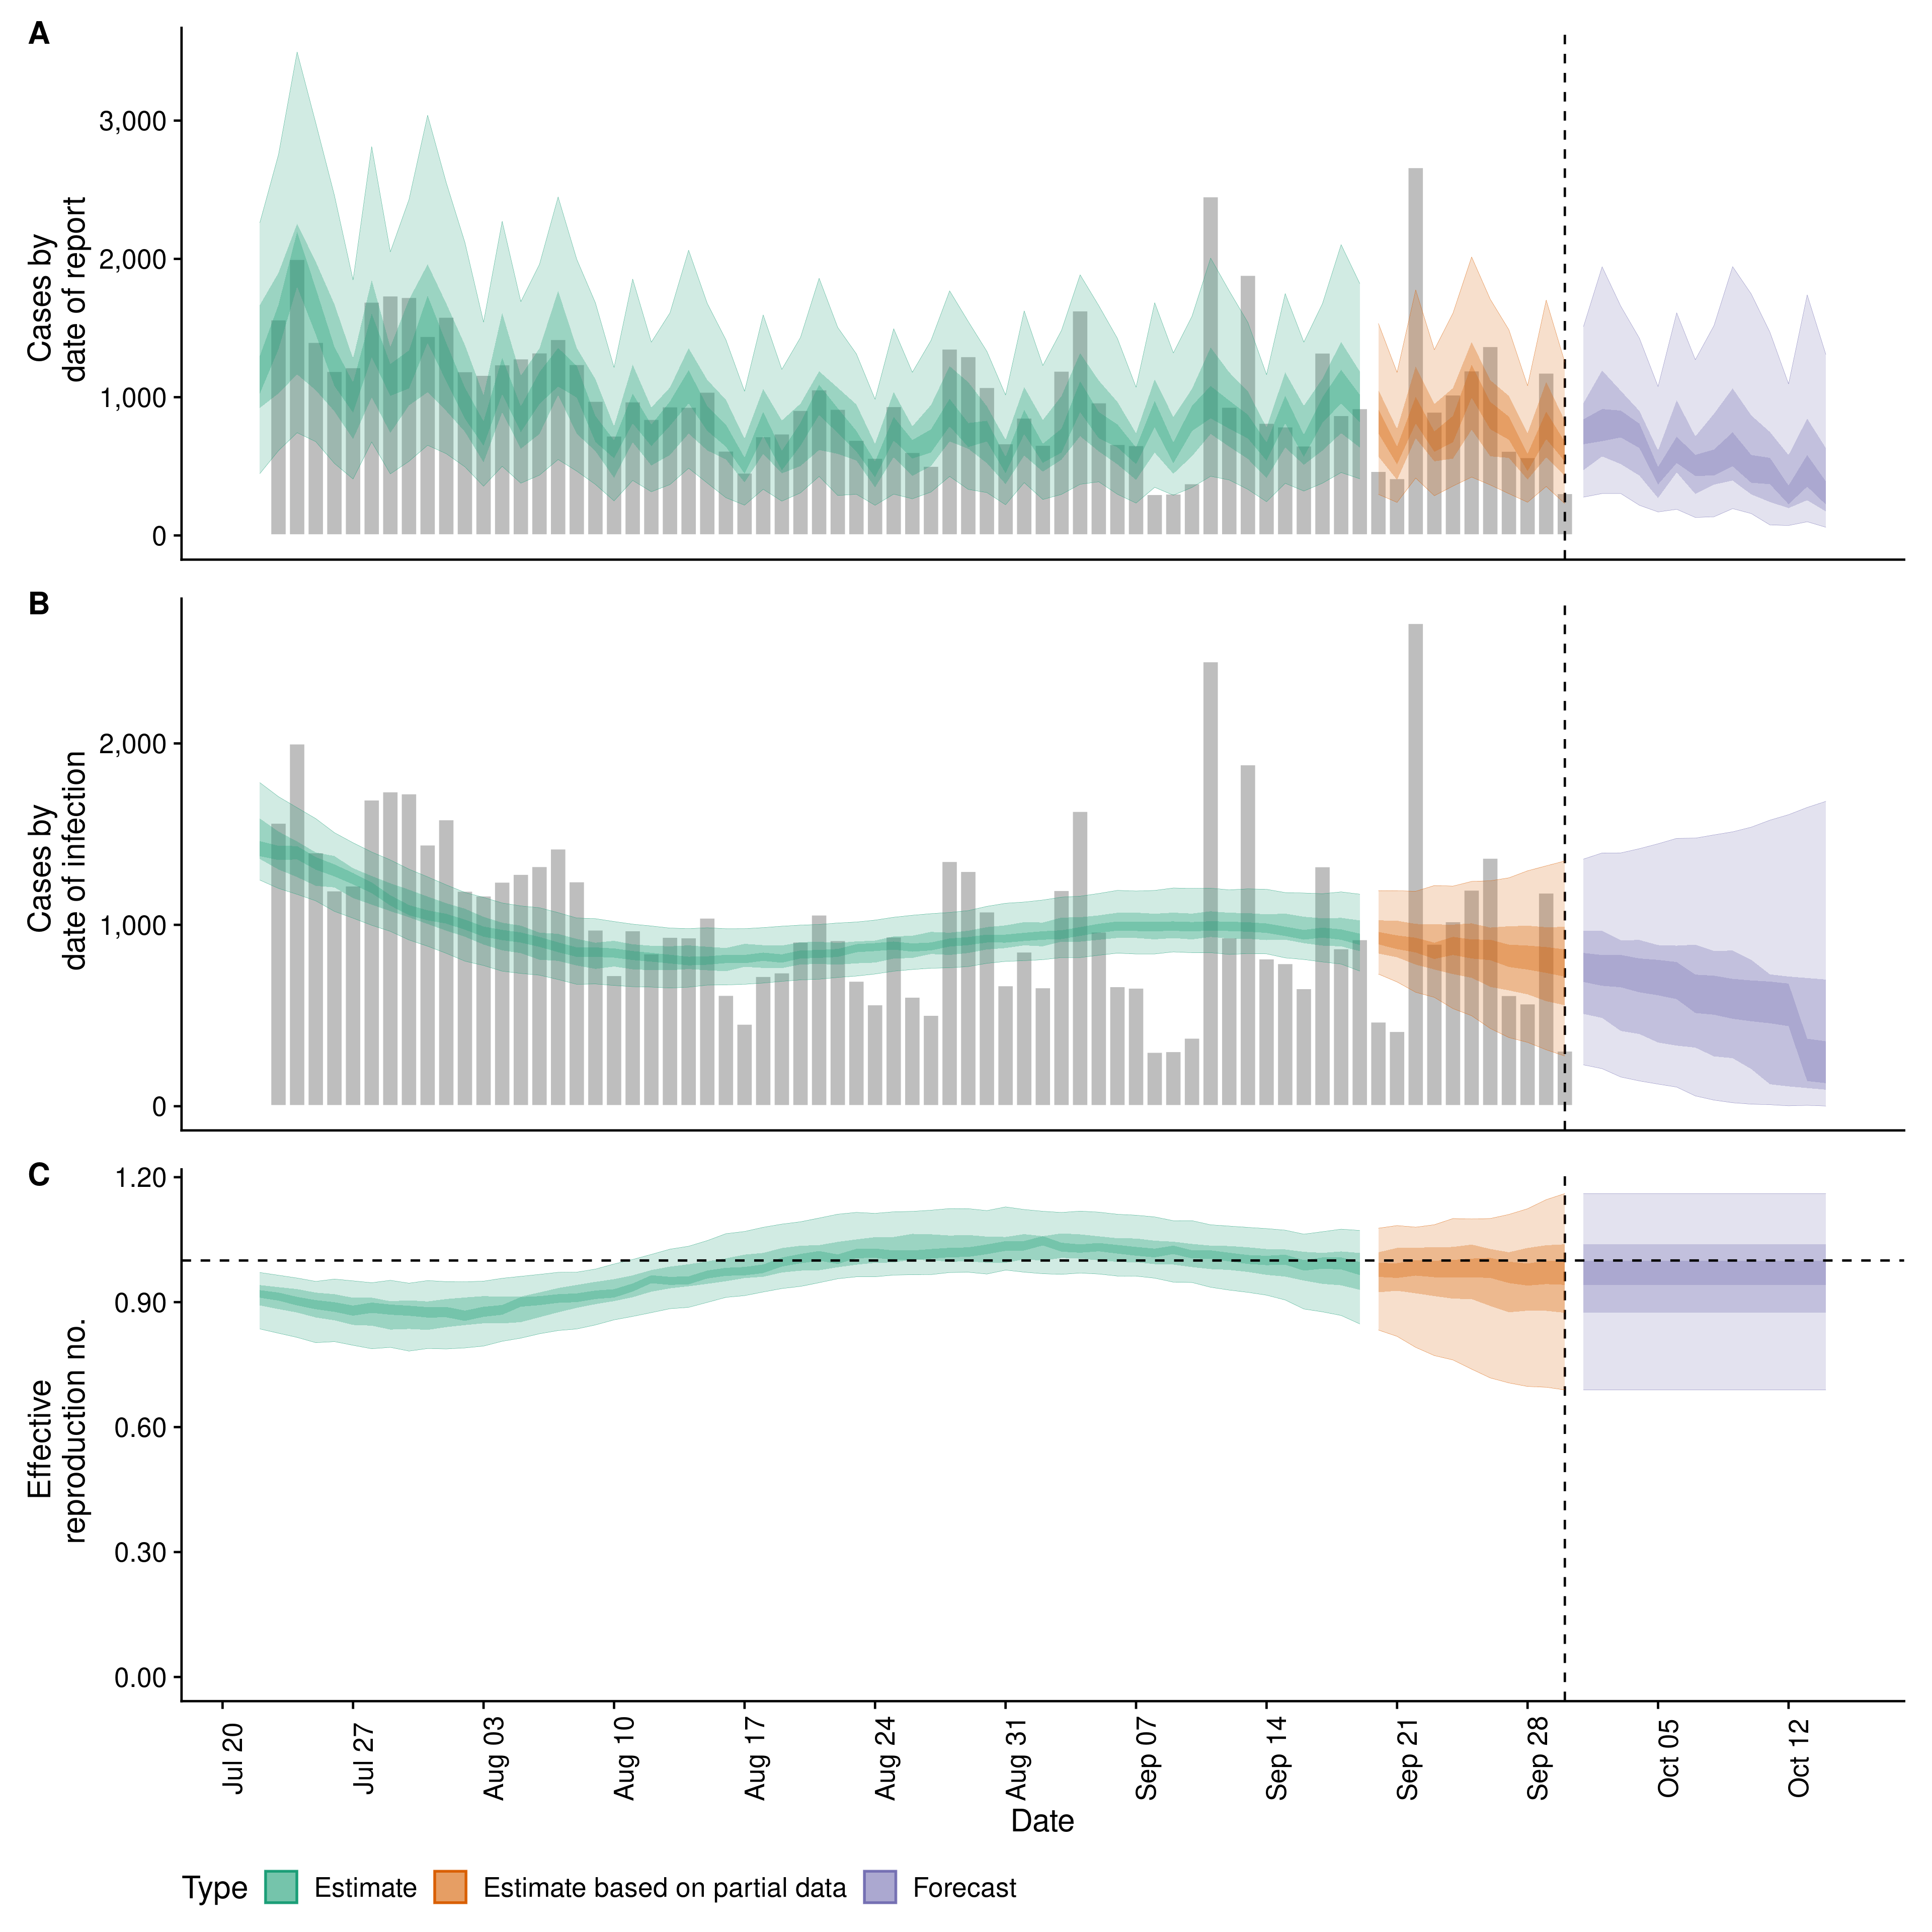 A
Cases by
date of report
3,000
2,000
1,000
0
B
Cases by
date of infection
2,000
1,000
0
C
Effective
reproduction no.
1.20
0.90
0.60
0.30
0.00
Jul 20
Jul 27
Aug 03
Aug 10
Aug 17
Aug 24
Aug 31
Sep 07
Sep 14
Sep 21
Sep 28
Oct 05
Oct 12
Date
Type Estimate Estimate based on partial data Forecast